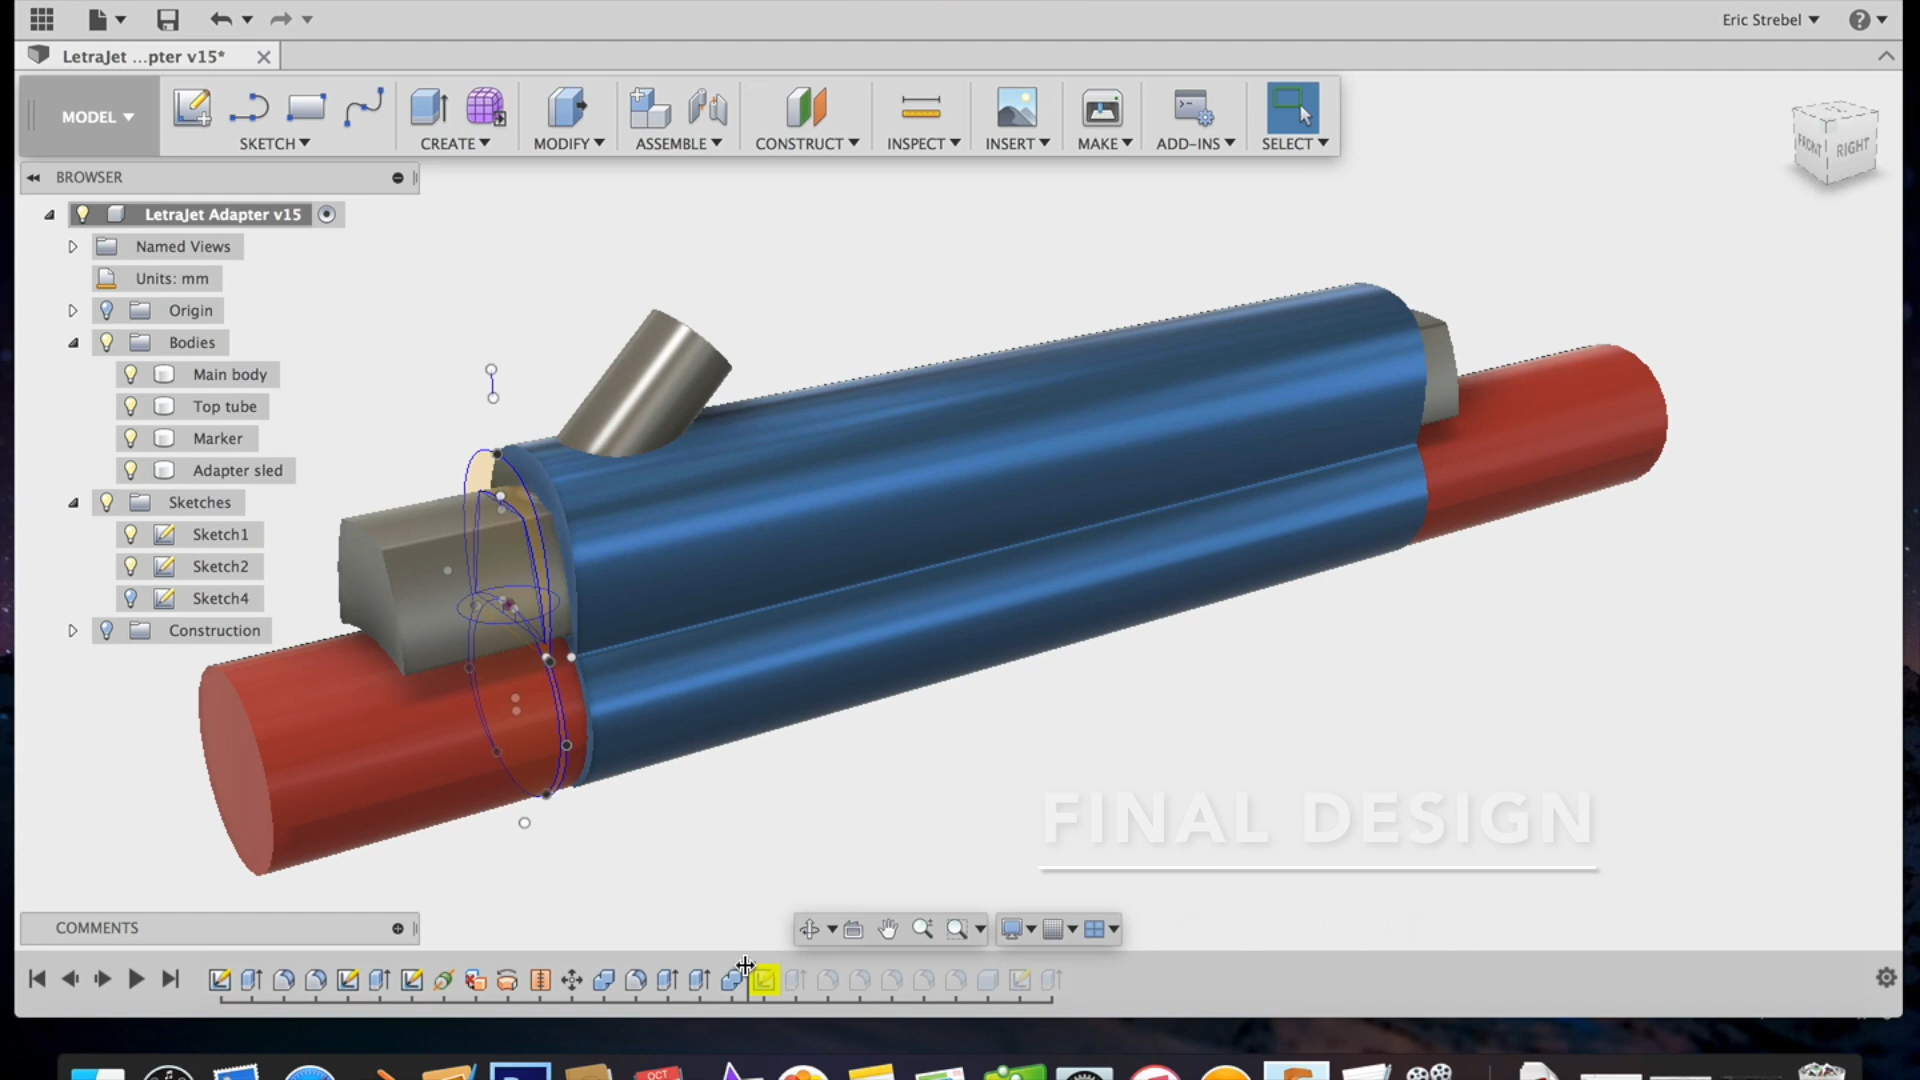 Eric Strebel
LetraJet ...pter v15*
MODEL
SKETCH
CREATE
MODIFY
ASSEMBLE
CONSTRUCT
INSPECT
INSERT
MAKE
ADD-INS
SELECT
FRONT
RIGHT
BROWSER
LetraJet Adapter v15
Named Views
Units: mm
Origin
Bodies
Main body
Top tube
Marker
Adapter sled
Sketches
Sketch1
Sketch2
Sketch4
Construction
FINAL DESIGN
COMMENTS
OCT